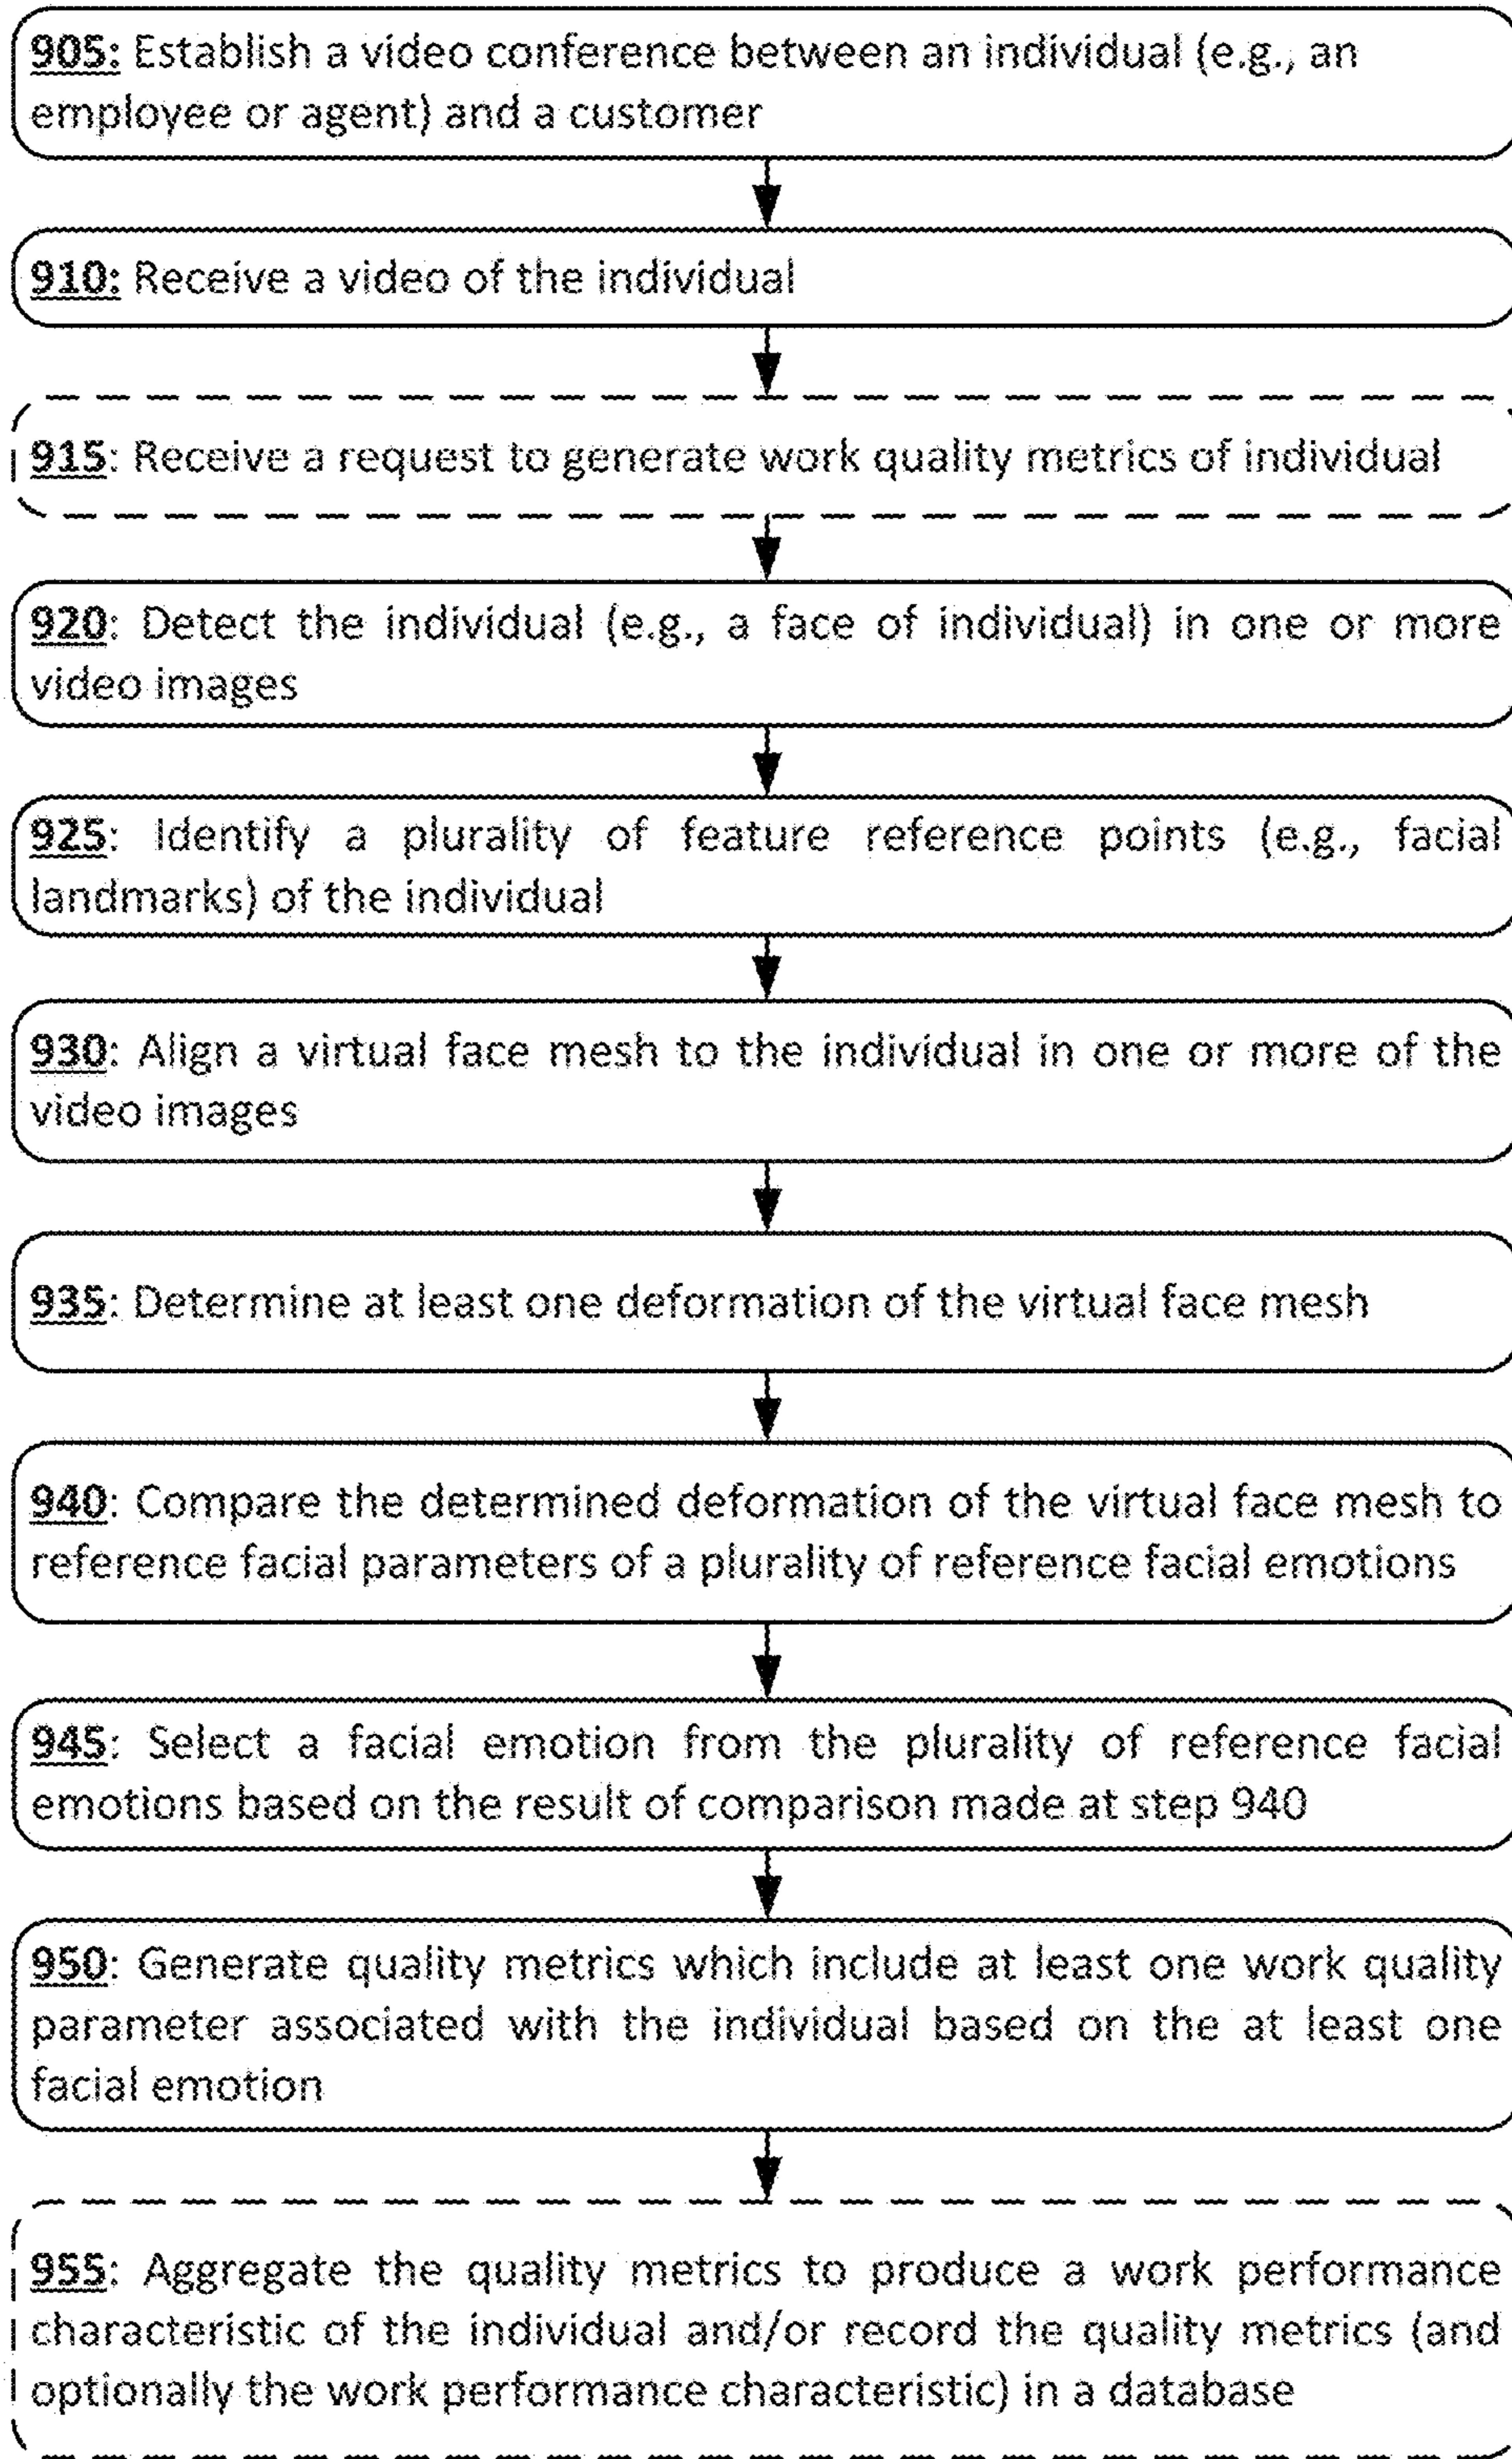 905: Establish a video conference between an individual (e.g., an
employee or agent) and a customer
910: Receive a video of the individual
915: Receive a request to generate work quality metrics of individual
920: Detect the individual (e.g., a face of individual) in one or more
video images
925: Identify a plurality of feature reference points (e.g., facial
landmarks) of the individual
930: Align a virtual face mesh to the individual in one or more of the
video images
935: Determine at least one deformation of the virtual face mesh
940: Compare the determined deformation of the virtual face mesh to
reference facial parameters of a plurality of reference facial emotions
945: Select a facial emotion from the plurality of reference facial
emotions based on the result of comparison made at step 940
950: Generate quality metrics which include at least one work quality
parameter associated with the individual based on the at least one
facial emotion
955: Aggregate the quality metrics to produce a work performance
characteristic of the individual and/or record the quality metrics (and
optionally the work performance characteristic) in a database